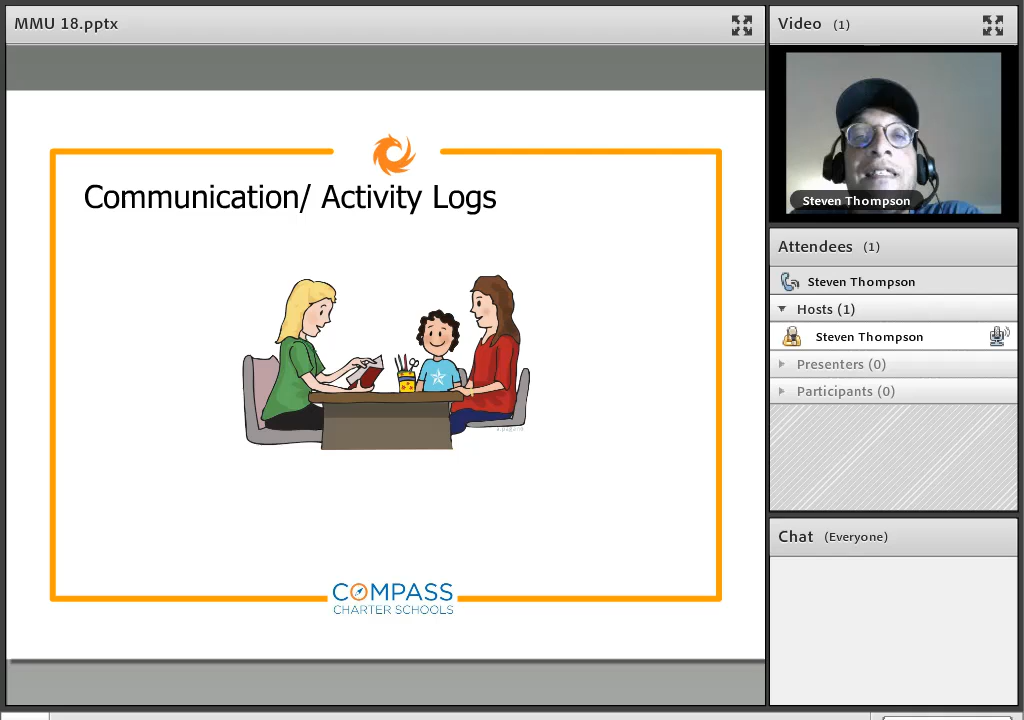 MMU 18.pptx
Communication/ Activity Logs
COMPASS
CHARTER SCHOOLS
Video (1)
Steven Thompson
Attendees (1)
Steven Thompson
Hosts (1)
Steven Thompson
Presenters (0)
Participants (0)
Chat (Everyone)